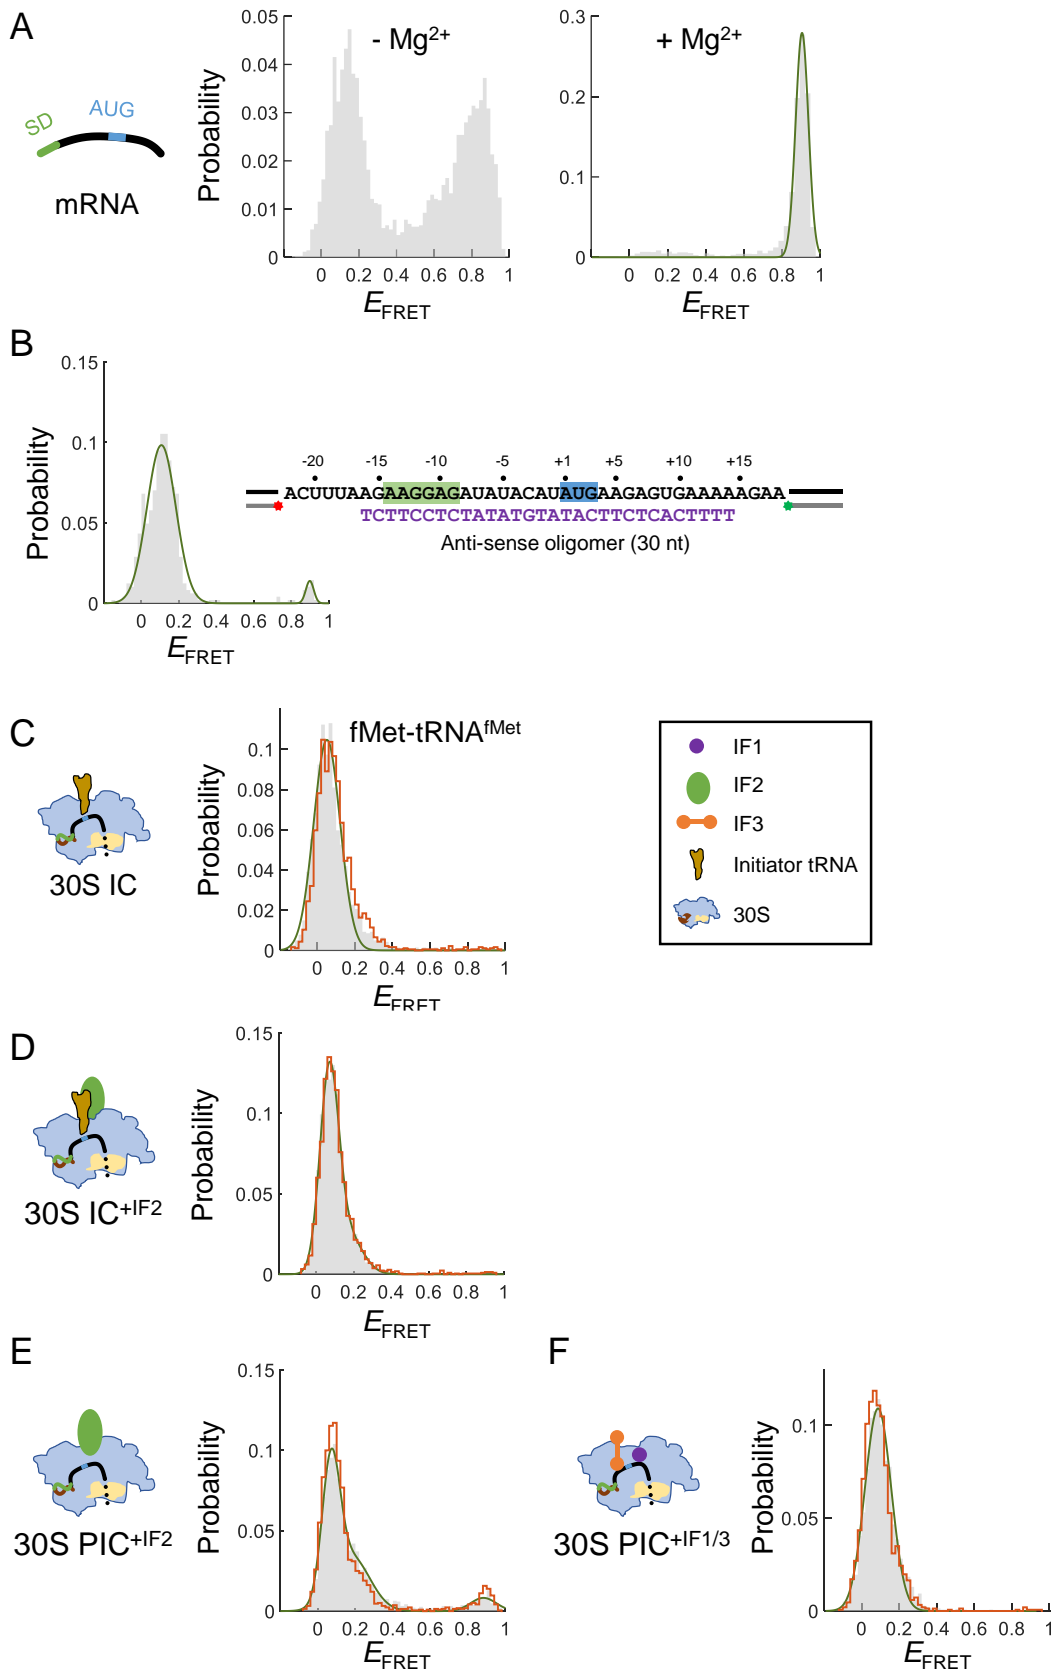 A
SD
AUG
mRNA
Probability
0.05
0.04
0.03
0.02
0.01
0
- Mg2+
0 0.2 0.4 0.6 0.8 1
EFRET
0.3
0.2
0.1
0
+ Mg2+
0 0.2 0.4 0.6 0.8 1
EFRET
B
Probability
0.15
0.1
0.05
0
0 0.2 0.4 0.6 0.8 1
EFRET
-20 -15 -10 -5 +1 +5 +10 +15
ACUUUAAGAAGGAGAUAUACAUAUGAAGAGUGAAAAAGAA
TCTTCCTCTATATGTATACTTCTCACTTTT
Anti-sense oligomer (30 nt)
C
30S IC
Probability
fMet-tRNAfMet
0.1
0.08
0.06
0.04
0.02
0
0 0.2 0.4 0.6 0.8 1
EFRET
IF1
IF2
IF3
Initiator tRNA
30S
D
30S IC+IF2
Probability
0.15
0.1
0.05
0
0 0.2 0.4 0.6 0.8 1
EFRET
E
30S PIC+IF2
Probability
0.15
0.1
0.05
0
0 0.2 0.4 0.6 0.8 1
EFRET
F
30S PIC+IF1/3
Probability
0.1
0.05
0
0 0.2 0.4 0.6 0.8 1
EFRET